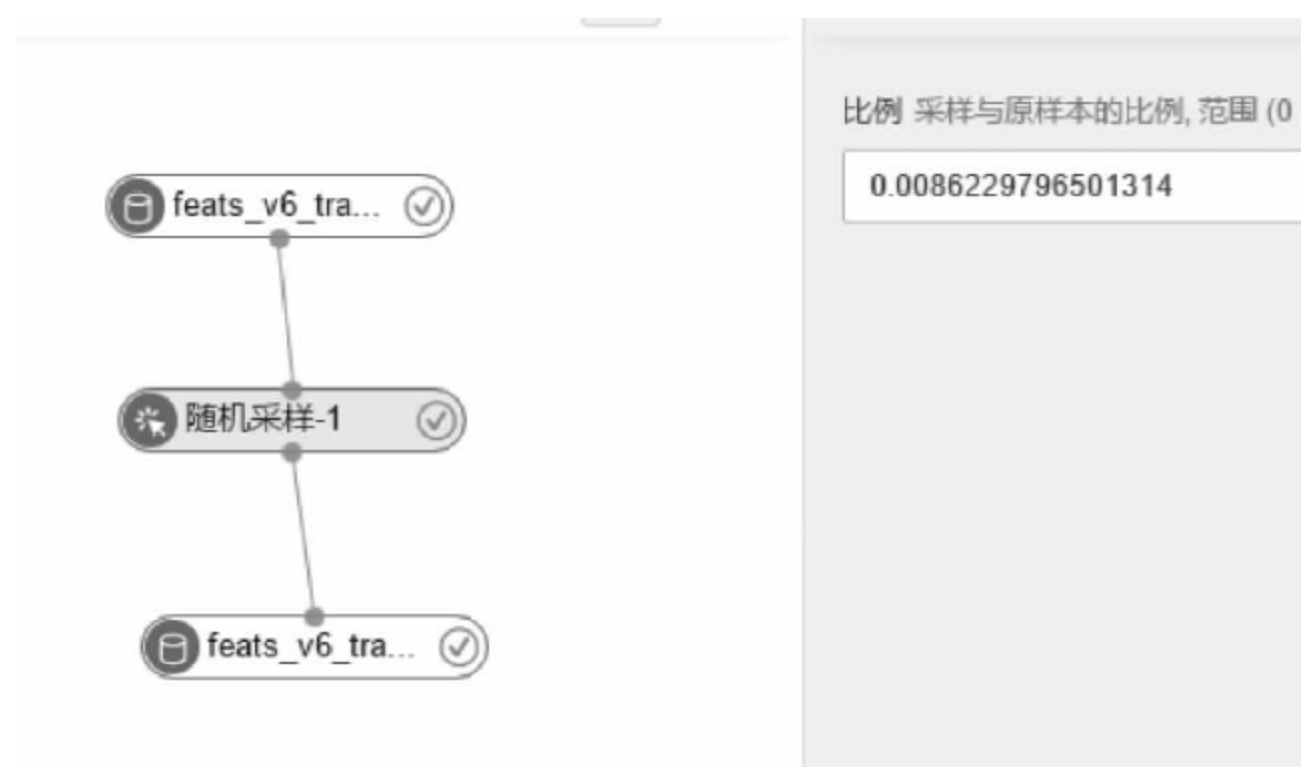 比例 采样与原样本的比例, 范围 (0
0.0086229796501314
feats_v6_tra...
随机采样-1
feats_v6_tra...